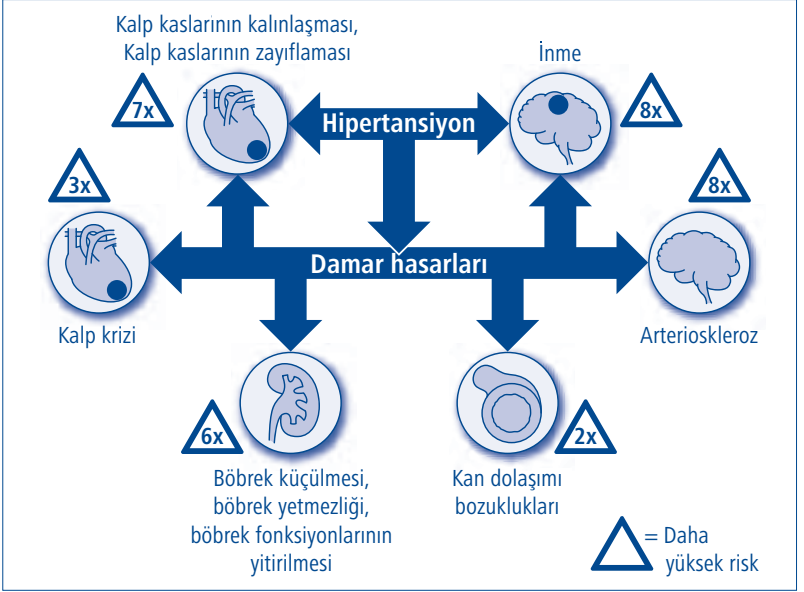 Kalp kaslarının kalınlaşması,
Kalp kaslarının zayıflaması
İnme
7x
Hipertansiyon
8x
3x
8x
Damar hasarları
Kalp krizi
Arterioskleroz
6x
2x
Böbrek küçülmesi,
böbrek yetmezliği,
böbrek fonksiyonlarının
yitirilmesi
Kan dolaşımı
bozuklukları
= Daha
yüksek risk